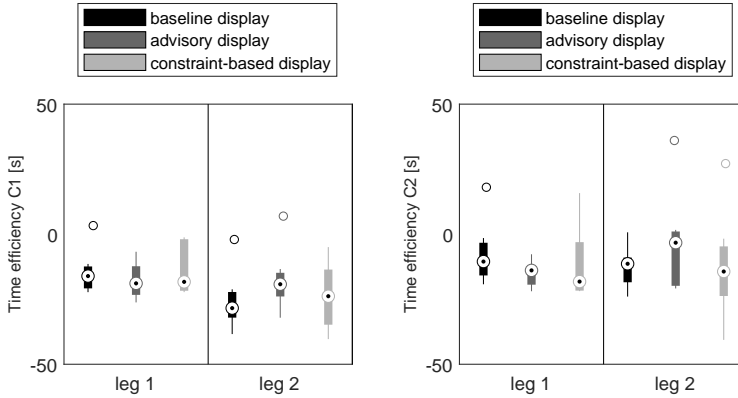 baseline display
advisory display
constraint-based display
50
0
-50
Time efficiency C1 [s]
leg 1
leg 2
baseline display
advisory display
constraint-based display
50
0
-50
Time efficiency C2 [s]
leg 1
leg 2